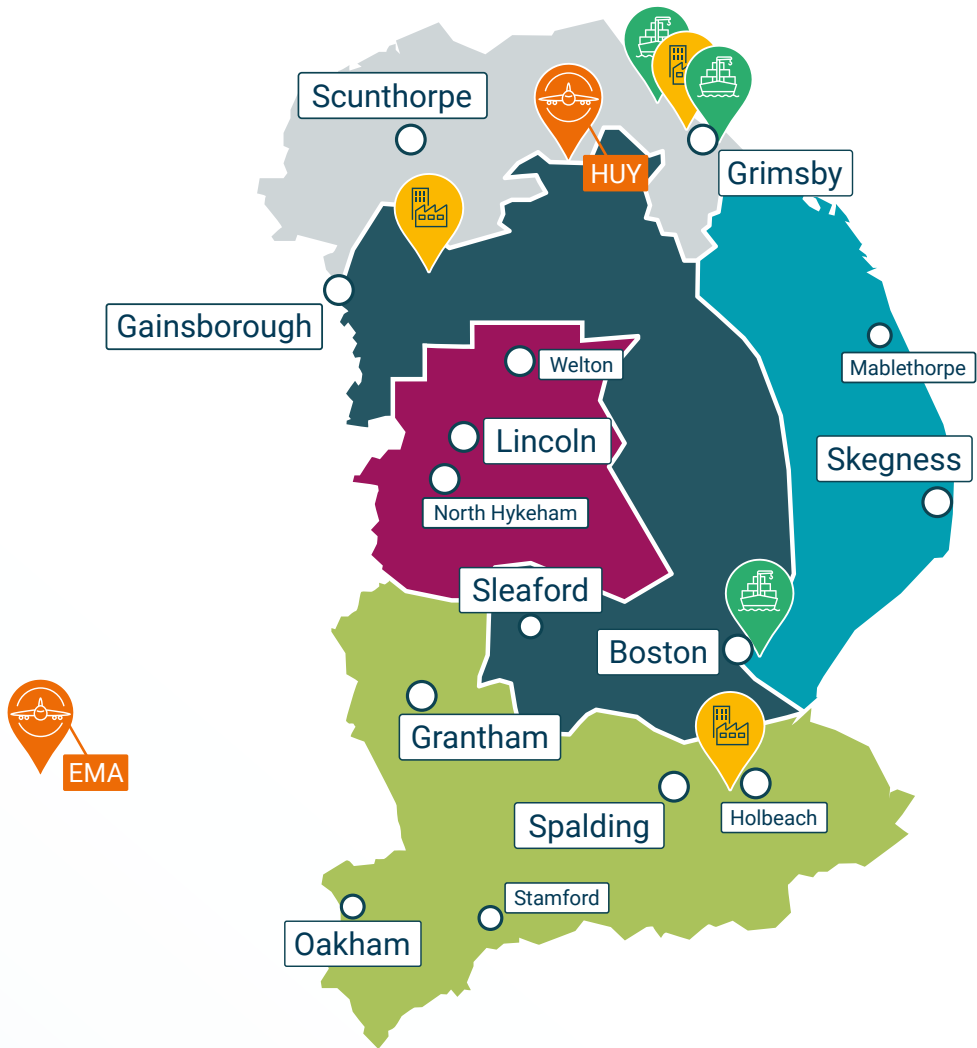 Scunthorpe
HUY
Grimsby
Gainsborough
Mablethorpe
Welton
Lincoln
Skegness
North Hykeham
Sleaford
Boston
Grantham
EMA
Spalding
Holbeach
Stamford
Oakham